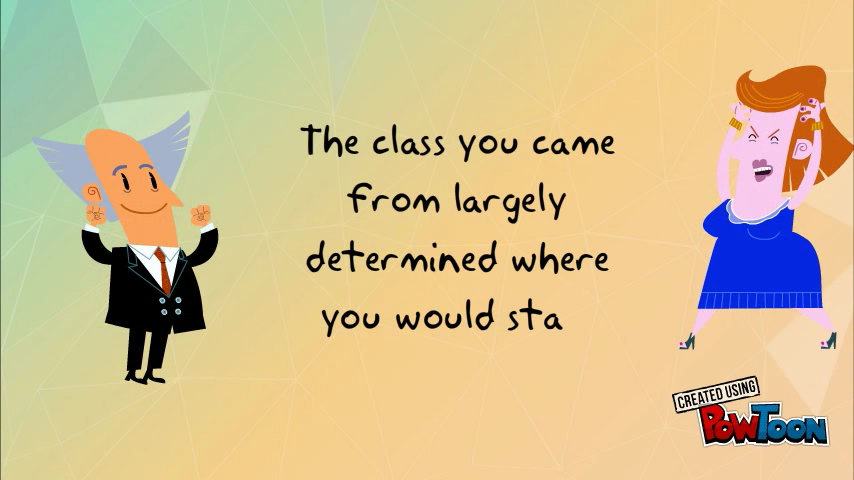 The class you came
from largely
determined where
you would sta
CREATED USING
POWTOON